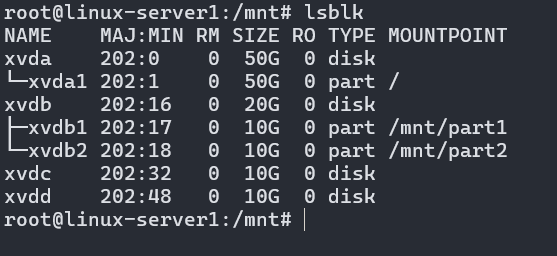 root@linux-server1:/mnt# lsblk
NAME    MAJ:MIN RM SIZE RO TYPE MOUNTPOINT
xvda    202:0    0  50G  0 disk
└─xvda1 202:1    0  50G  0 part /
xvdb    202:16   0  20G  0 disk
├─xvdb1 202:17   0  10G  0 part /mnt/part1
└─xvdb2 202:18   0  10G  0 part /mnt/part2
xvdc    202:32   0  10G  0 disk
xvdd    202:48   0  10G  0 disk
root@linux-server1:/mnt#